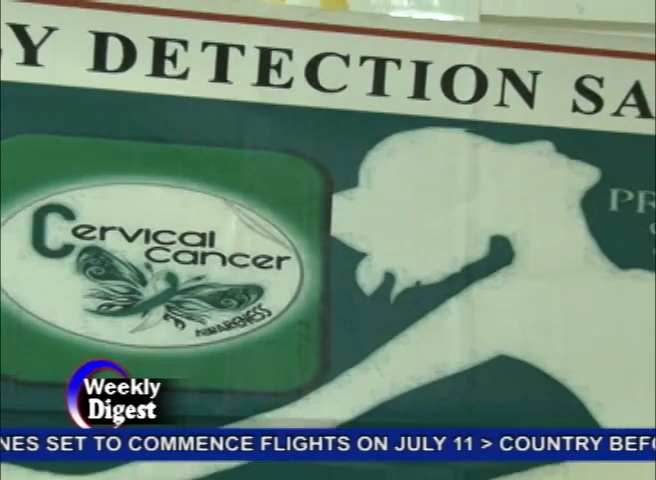 Y DETECTION SA
PR
Cervical
Cancer
AWARENESS
Weekly
Digest
NES SET TO COMMENCE FLIGHTS ON JULY 11 > COUNTRY BEFO